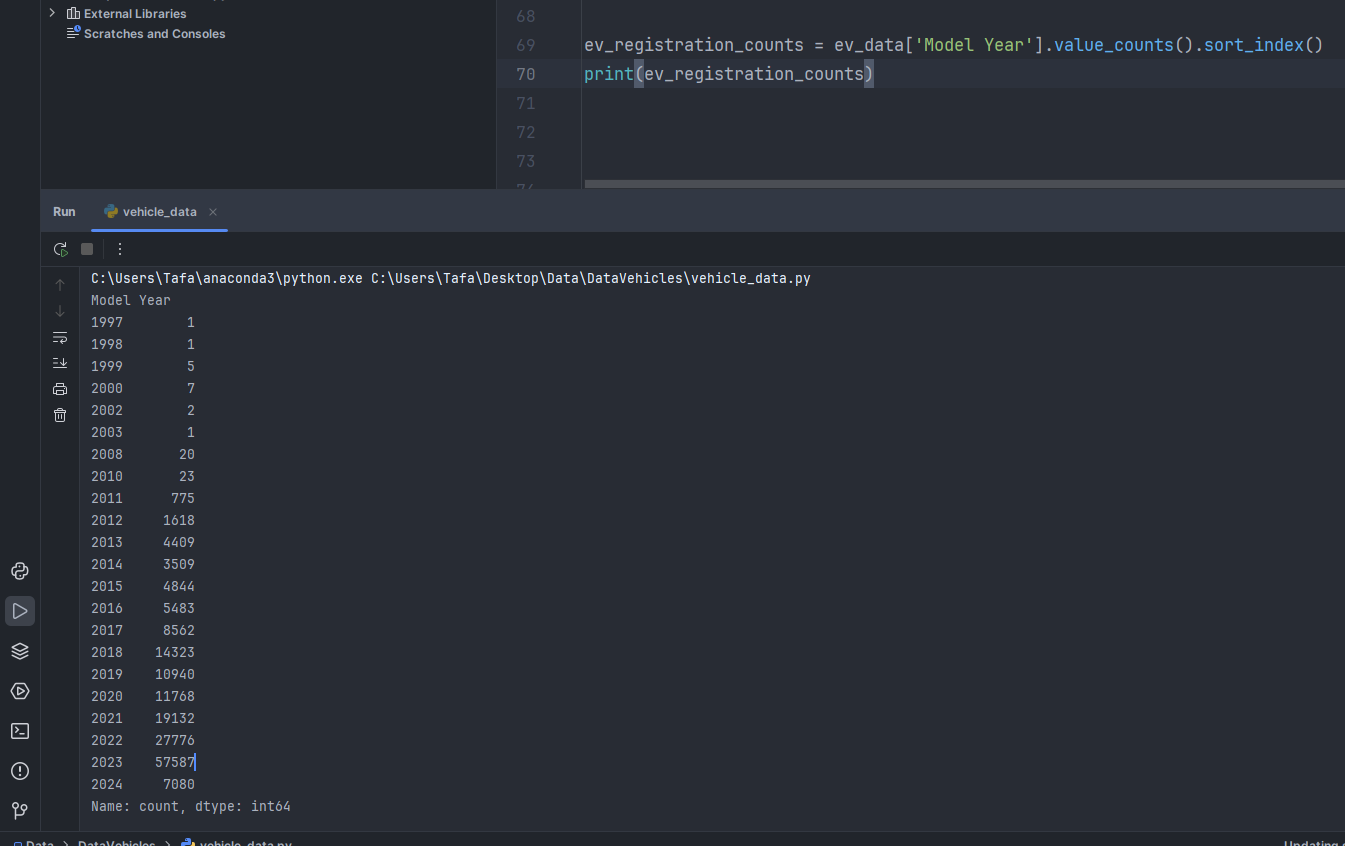 External Libraries
Scratches and Consoles
68
69 ev_registration_counts = ev_data['Model Year'].value_counts().sort_index()
70 print(ev_registration_counts)
71
72
73
Run vehicle_data
C:\Users\Tafa\anaconda3\python.exe C:\Users\Tafa\Desktop\Data\DataVehicles\vehicle_data.py
Model Year
1997 1
1998 1
1999 5
2000 7
2002 2
2003 1
2008 20
2010 23
2011 775
2012 1618
2013 4409
2014 3509
2015 4844
2016 5483
2017 8562
2018 14323
2019 10940
2020 11768
2021 19132
2022 27776
2023 57587
2024 7080
Name: count, dtype: int64
Data > DataVehicles > vehicle_data.py Updating